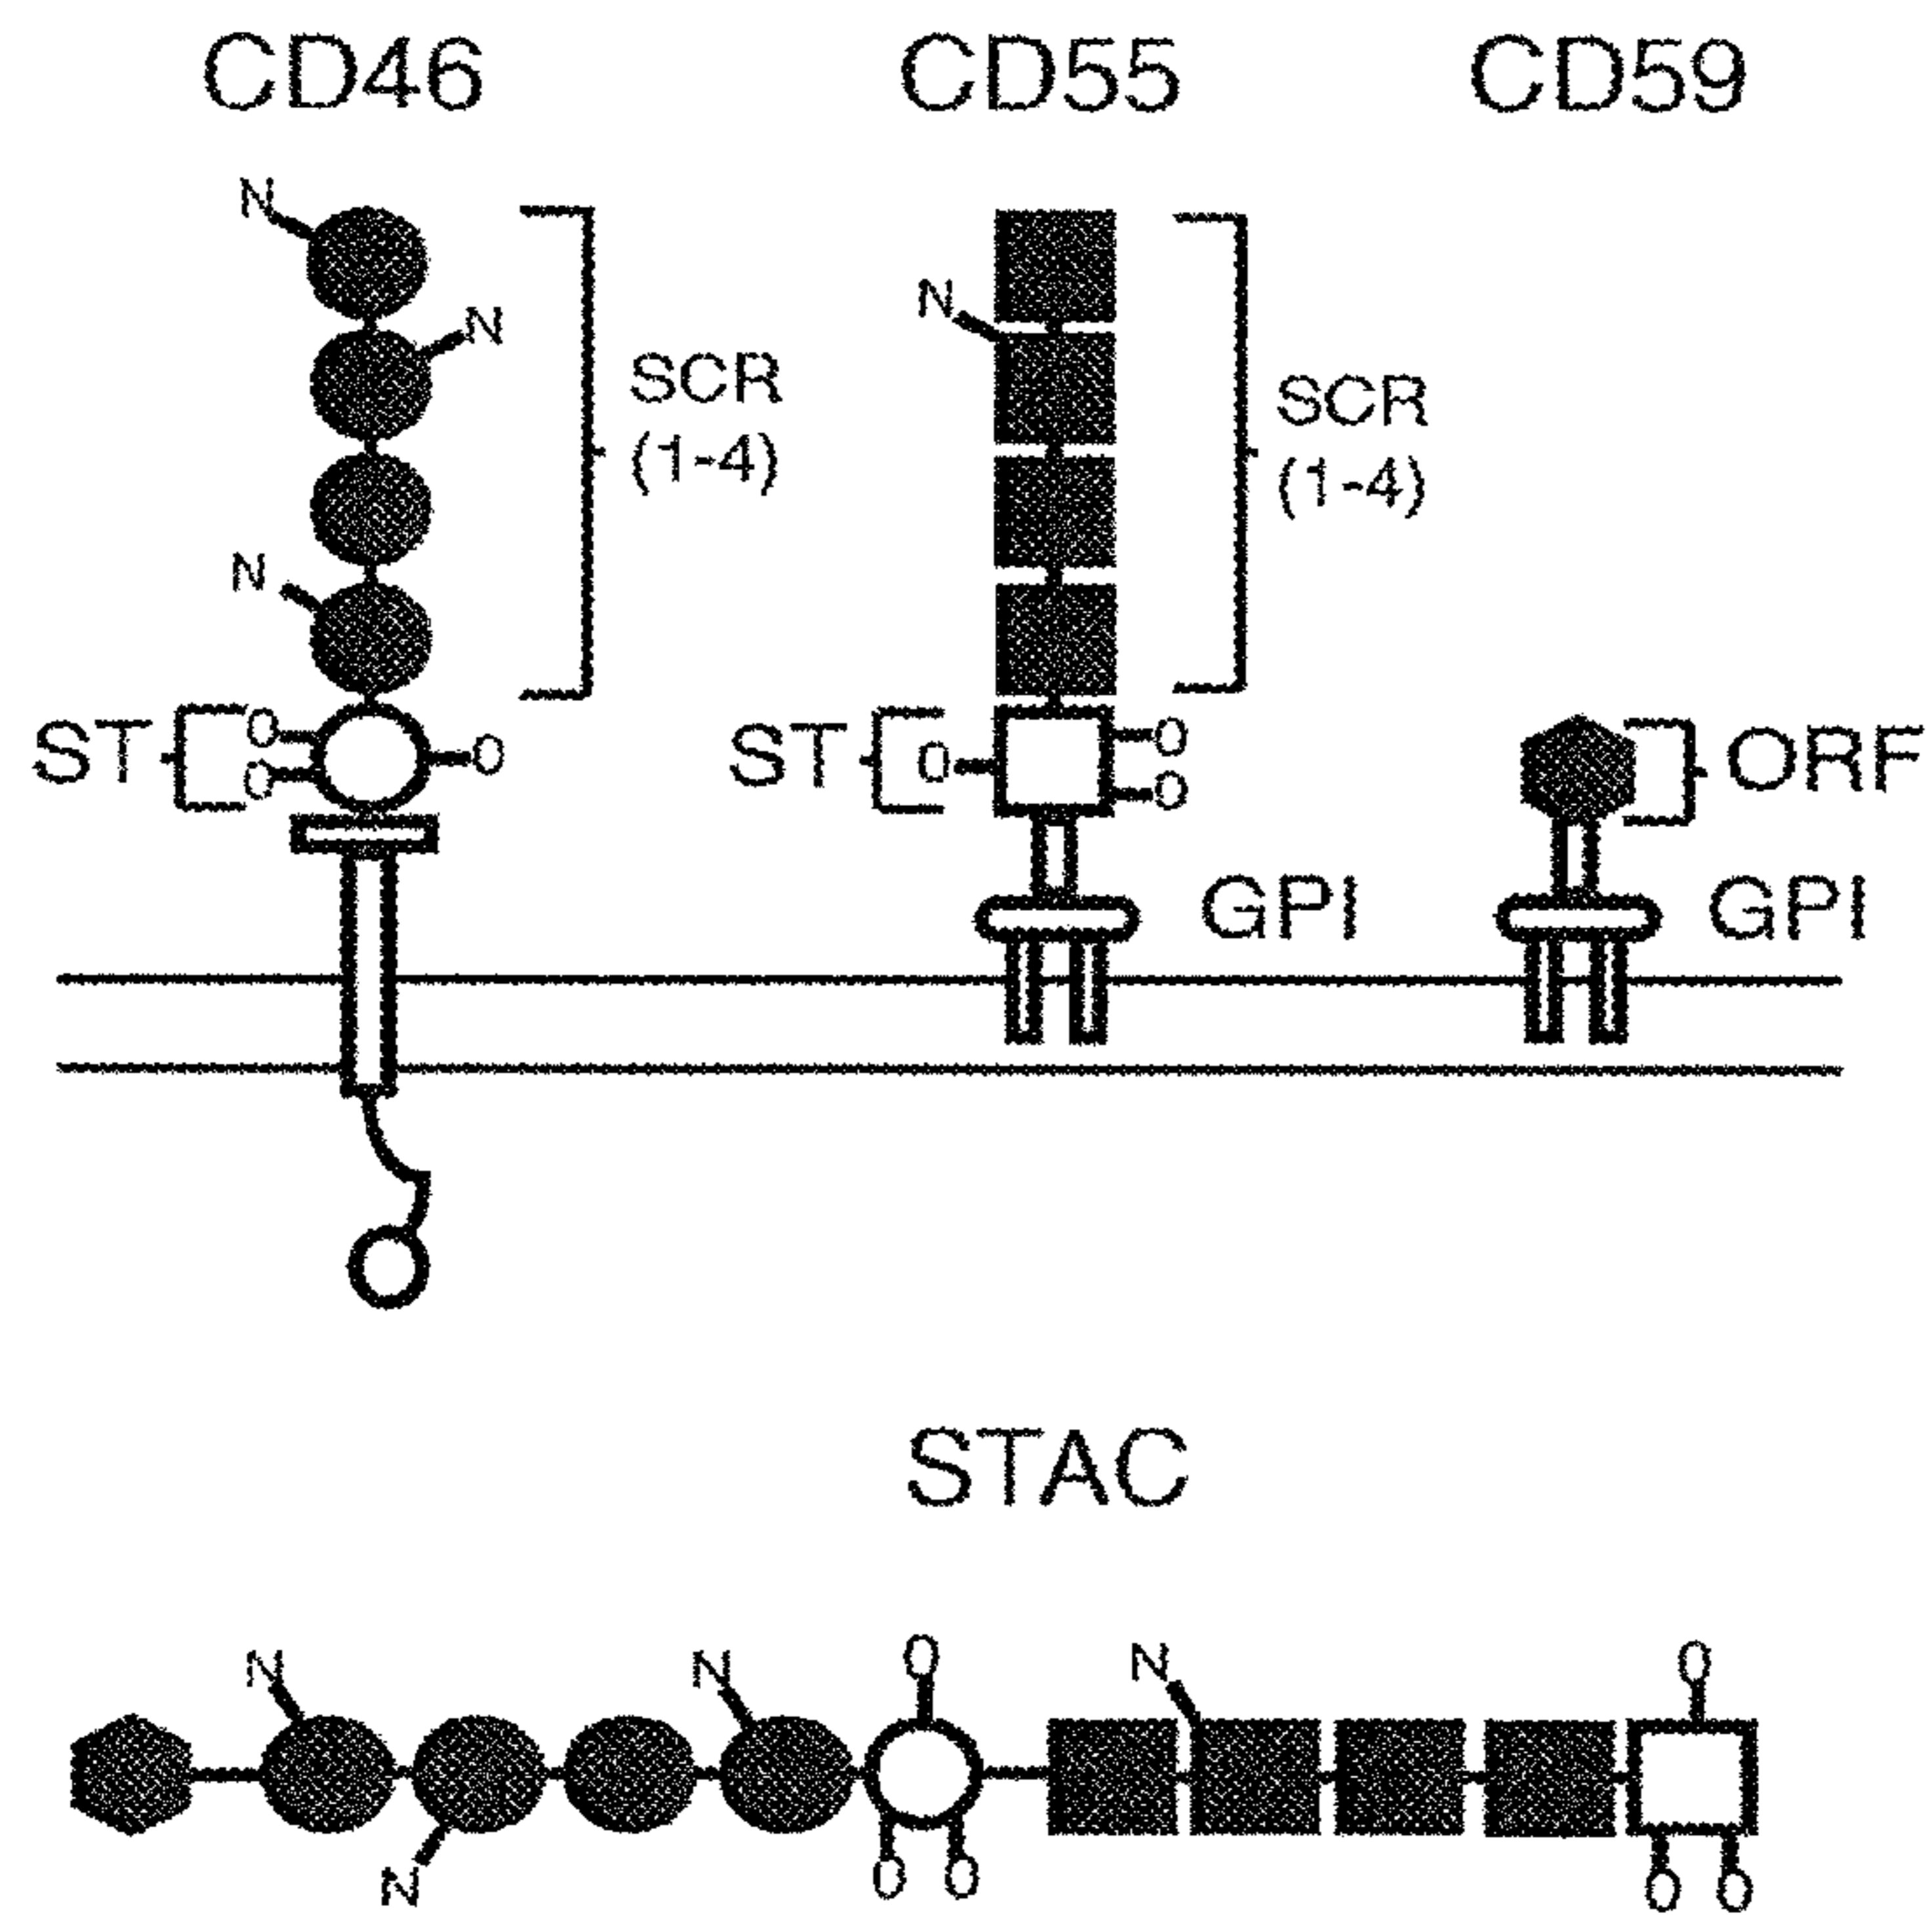 CD46 CD55 CD59
N
N
N
SCR
(1-4)
SCR
(1-4)
N
ST O O O
ST O O O
ORF
GPI GPI
STAC
N N O N O
N O O O O